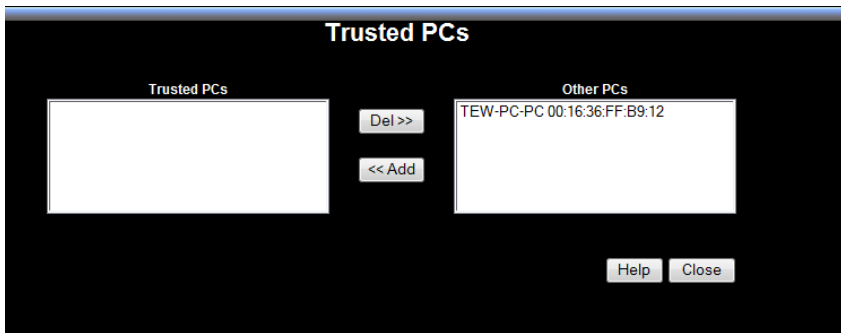 Trusted PCs
Trusted PCs
Other PCs
TEW-PC-PC 00:16:36:FF:B9:12
Del >>
<< Add
Help
Close